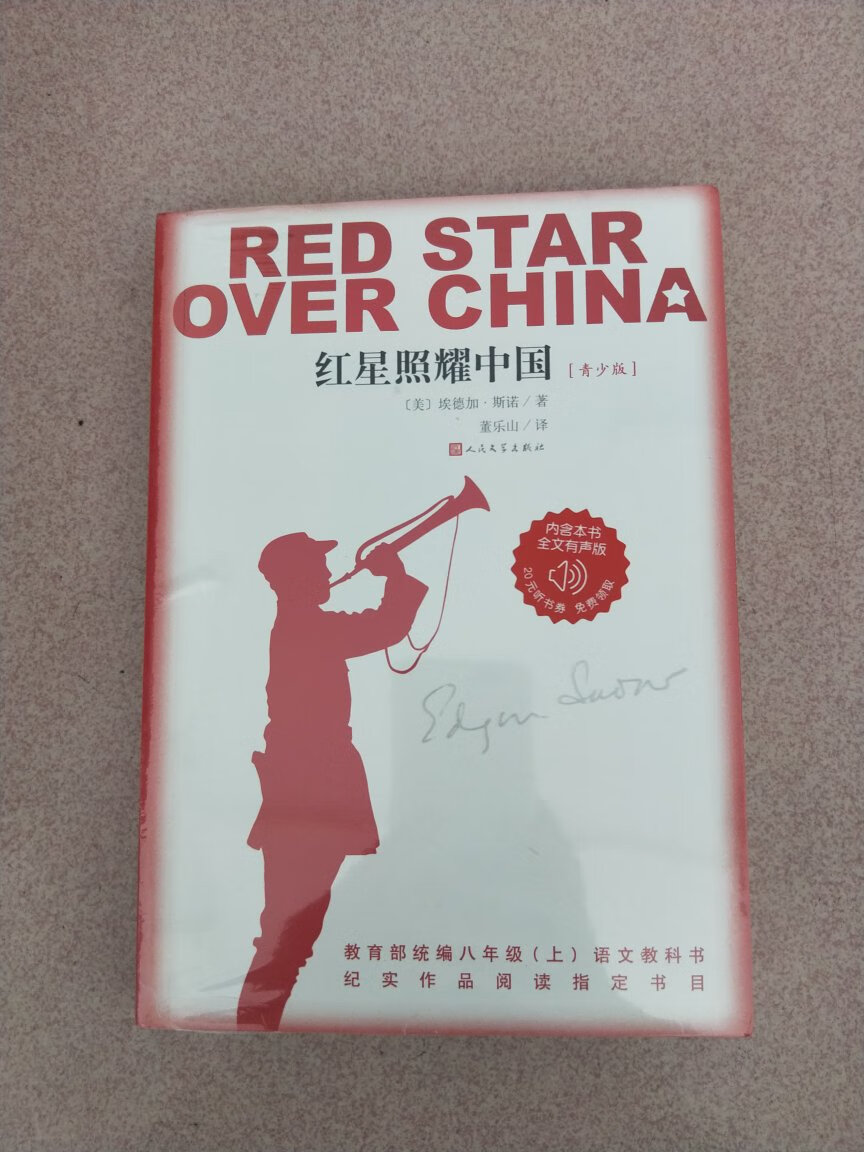 RED STAR
OVER CHINA
红星照耀中国 [青少版]
〔美〕埃德加·斯诺/著
董乐山/译
人民文学出版社
内含本书
全文有声版
20元听书券 免费领取
Edgar Snow
教育部统编八年级(上)语文教科书
纪实作品阅读指定书目